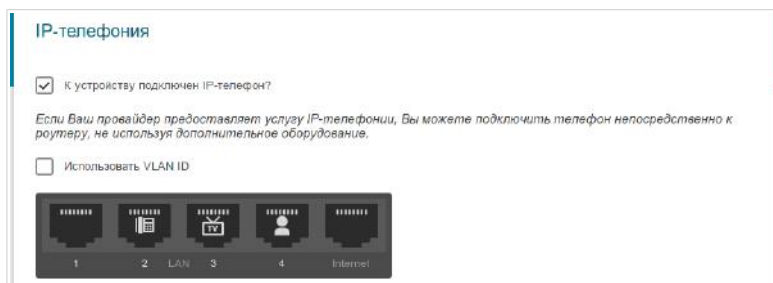 IP-телефония
К устройству подключен IP-телефон?
Если Ваш провайдер предоставляет услугу IP-телефонии, Вы можете подключить телефон непосредственно к
роутеру, не используя дополнительное оборудование.
Использовать VLAN ID
TV
1 2 LAN 3 4 Internet